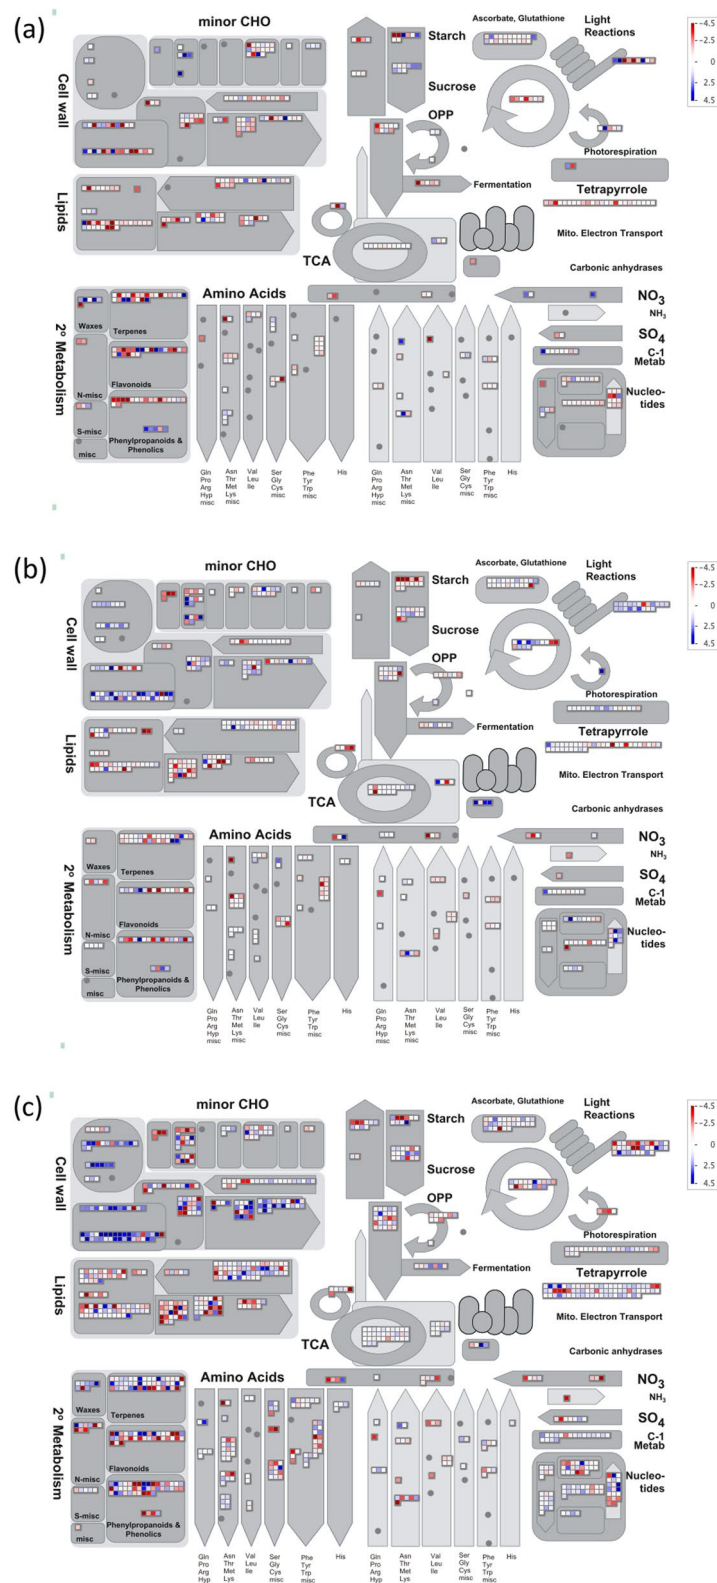 (a)
minor CHO
Cell wall
Lipids
Starch
Sucrose
OPP
Fermentation
TCA
Ascorbate, Glutathione
Light
Reactions
-4.5
-2.5
0
2.5
4.5
Photorespiration
Tetrapyrrole
Mito. Electron Transport
Carbonic anhydrases
Amino Acids
NO3
NH3
SO4
C-1
Metab
Nucleo-
tides
2º Metabolism
Waxes
Terpenes
N-misc
Flavonoids
S-misc
Phenylpropanoids &
Phenolics
misc
Gln Asn Val Ser Phe His Gln Asn Val Ser Phe His
Pro Thr Leu Gly Tyr Pro Thr Leu Gly Tyr
Arg Met Ile Cys Trp Arg Met Ile Cys Trp
Hyp Lys misc misc Hyp Lys misc misc
misc misc misc misc
(b)
minor CHO
Cell wall
Lipids
Starch
Sucrose
OPP
Fermentation
TCA
Ascorbate, Glutathione
Light
Reactions
-4.5
-2.5
0
2.5
4.5
Photorespiration
Tetrapyrrole
Mito. Electron Transport
Carbonic anhydrases
Amino Acids
NO3
NH3
SO4
C-1
Metab
Nucleo-
tides
2º Metabolism
Waxes
Terpenes
N-misc
Flavonoids
S-misc
Phenylpropanoids &
Phenolics
misc
Gln Asn Val Ser Phe His Gln Asn Val Ser Phe His
Pro Thr Leu Gly Tyr Pro Thr Leu Gly Tyr
Arg Met Ile Cys Trp Arg Met Ile Cys Trp
Hyp Lys misc misc Hyp Lys misc misc
misc misc misc misc
(c)
minor CHO
Cell wall
Lipids
Starch
Sucrose
OPP
Fermentation
TCA
Ascorbate, Glutathione
Light
Reactions
-4.5
-2.5
0
2.5
4.5
Photorespiration
Tetrapyrrole
Mito. Electron Transport
Carbonic anhydrases
Amino Acids
NO3
NH3
SO4
C-1
Metab
Nucleo-
tides
2º Metabolism
Waxes
Terpenes
N-misc
Flavonoids
S-misc
Phenylpropanoids &
Phenolics
misc
Gln Asn Val Ser Phe His Gln Asn Val Ser Phe His
Pro Thr Leu Gly Tyr Pro Thr Leu Gly Tyr
Arg Met Ile Cys Trp Arg Met Ile Cys Trp
Hyp Lys misc misc Hyp Lys misc misc